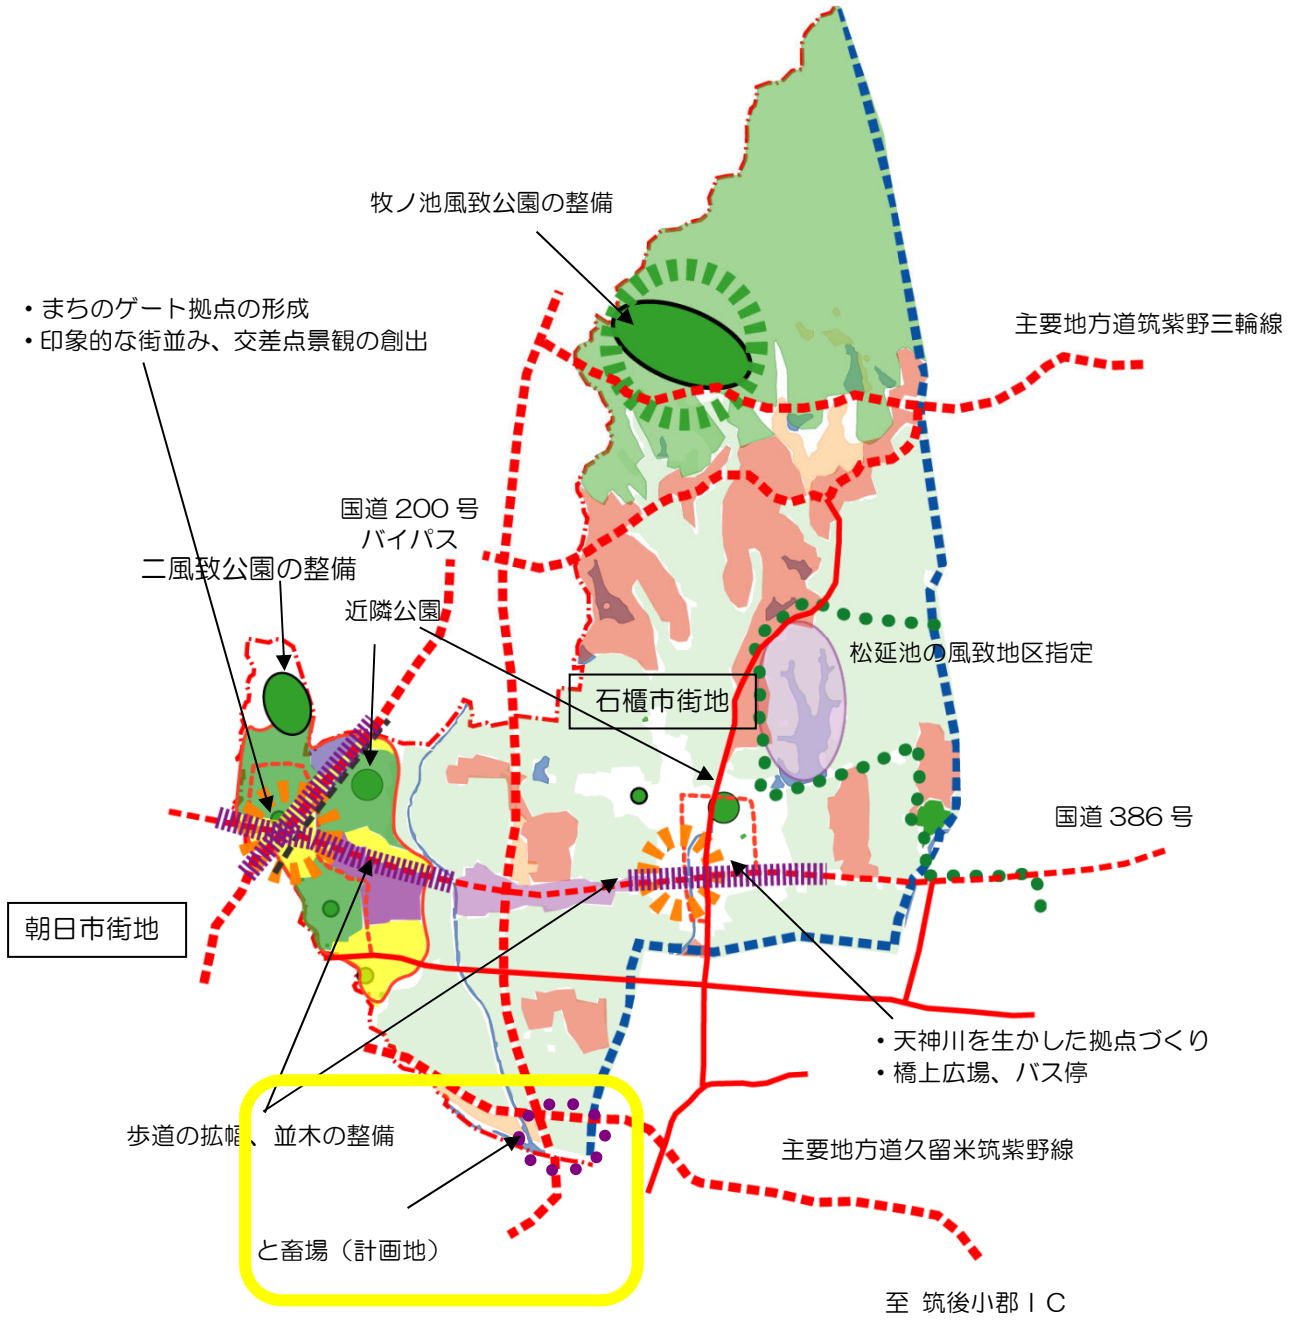 牧ノ池風致公園の整備
・まちのゲート拠点の形成
・印象的な街並み、交差点景観の創出
主要地方道筑紫野三輪線
国道 200 号
バイパス
二風致公園の整備
近隣公園
松延池の風致地区指定
石櫃市街地
国道 386 号
朝日市街地
・天神川を生かした拠点づくり
・橋上広場、バス停
歩道の拡幅、並木の整備
主要地方道久留米筑紫野線
と畜場（計画地）
至 筑後小郡ＩＣ